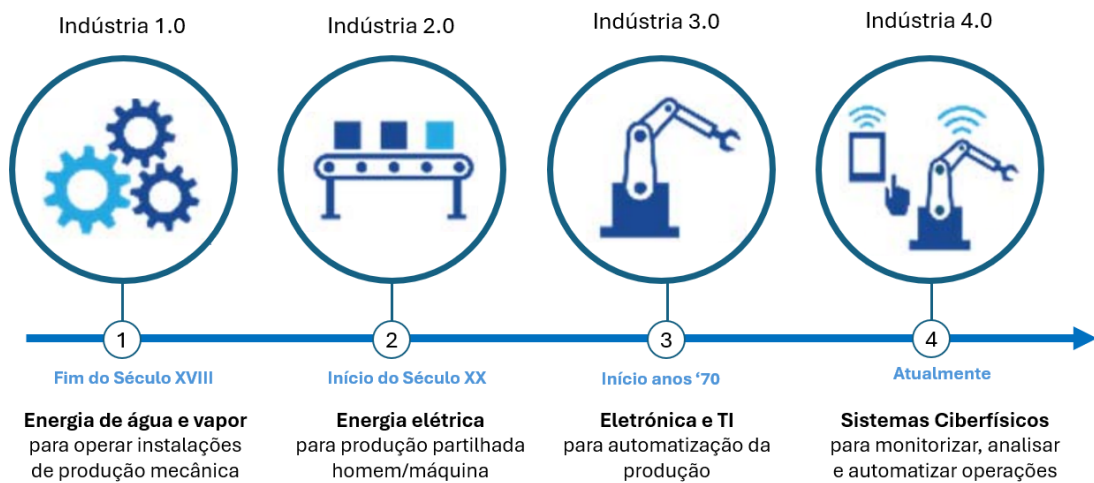 Indústria 1.0
Indústria 2.0
Indústria 3.0
Indústria 4.0
1
2
3
4
Fim do Século XVIII
Início do Século XX
Início anos ‘70
Atualmente
Energia de água e vapor
para operar instalações
de produção mecânica
Energia elétrica
para produção partilhada
homem/máquina
Eletrónica e TI
para automatização da
produção
Sistemas Ciberfísicos
para monitorizar, analisar
e automatizar operações